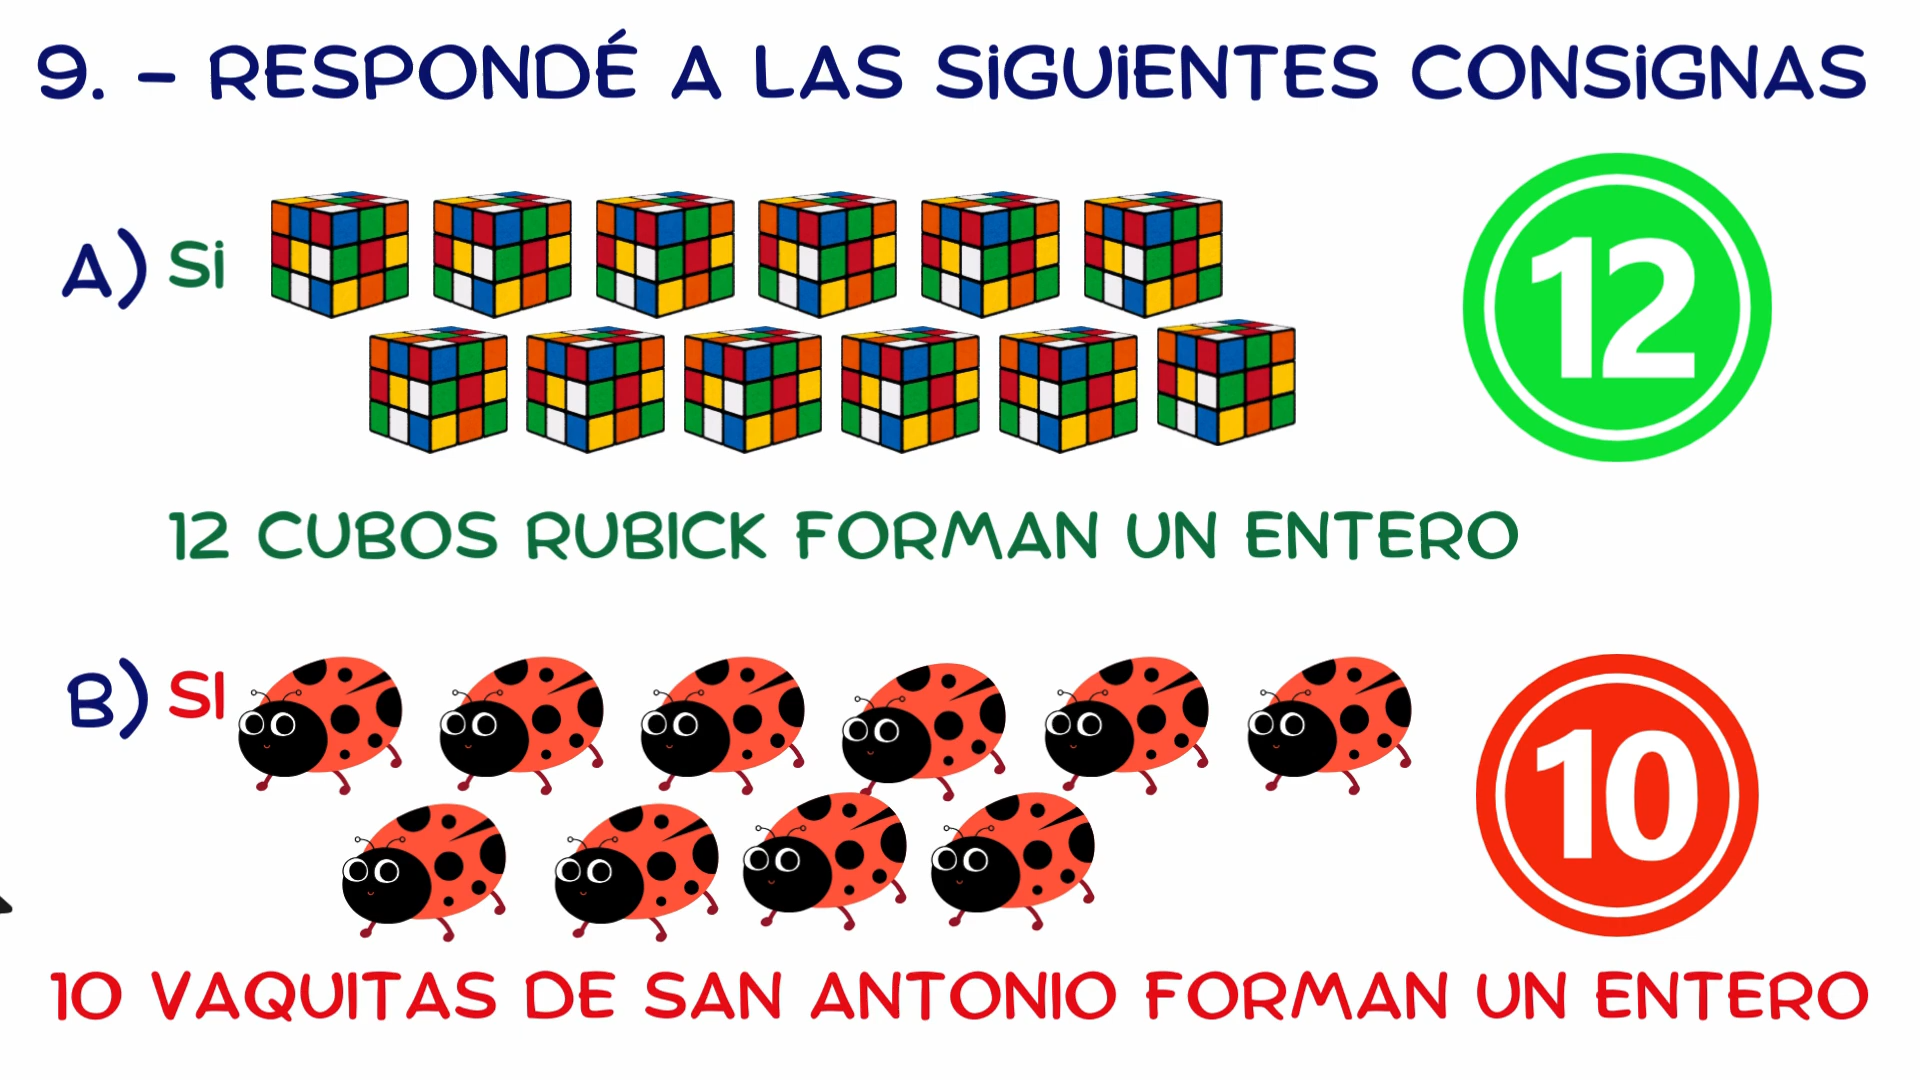 9. - RESPONDÉ A LAS SIGUIENTES CONSIGNAS
A) Si
12
12 CUBOS RUBICK FORMAN UN ENTERO
B) SI
10
10 VAQUITAS DE SAN ANTONIO FORMAN UN ENTERO